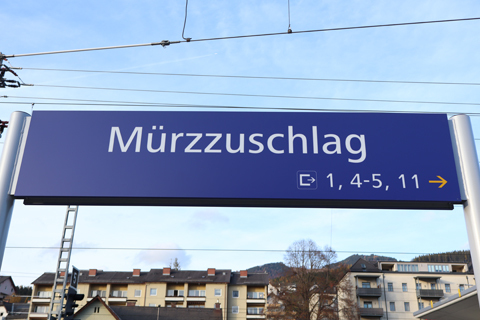 Mürzzuschlag
1, 4-5, 11